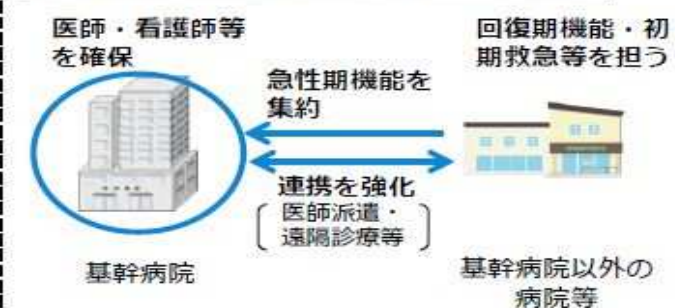 医師・看護師等
を確保
回復期機能・初
期救急等を担う
急性期機能を
集約
連携を強化
医師派遣・
遠隔診療等
基幹病院
基幹病院以外の
病院等